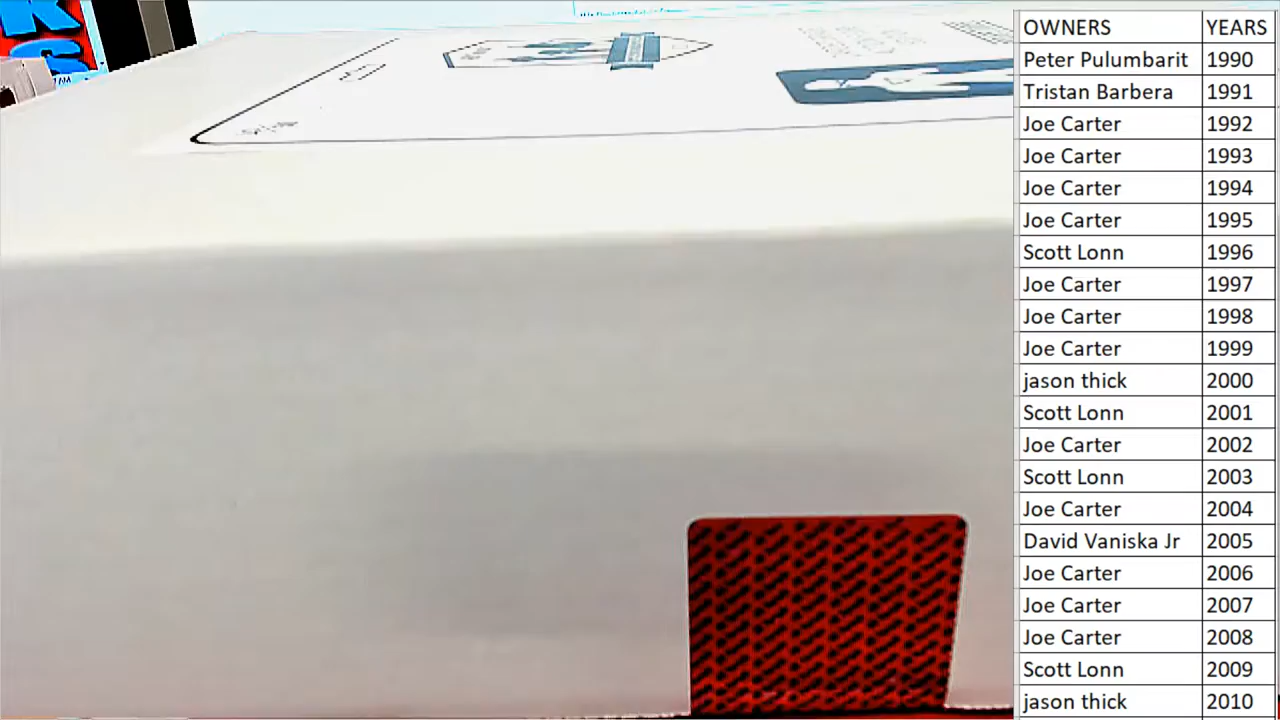 OWNERS YEARS
Peter Pulumbarit 1990
Tristan Barbera 1991
Joe Carter 1992
Joe Carter 1993
Joe Carter 1994
Joe Carter 1995
Scott Lonn 1996
Joe Carter 1997
Joe Carter 1998
Joe Carter 1999
jason thick 2000
Scott Lonn 2001
Joe Carter 2002
Scott Lonn 2003
Joe Carter 2004
David Vaniska Jr 2005
Joe Carter 2006
Joe Carter 2007
Joe Carter 2008
Scott Lonn 2009
jason thick 2010